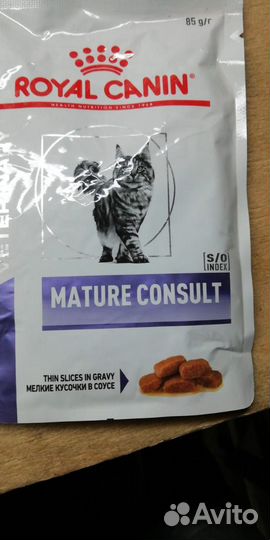 85 g/г
ROYAL CANIN
HEALTH NUTRITION SINCE 1968
S/O
INDEX
MATURE CONSULT
THIN SLICES IN GRAVY
МЕЛКИЕ КУСОЧКИ В СОУСЕ
Avito